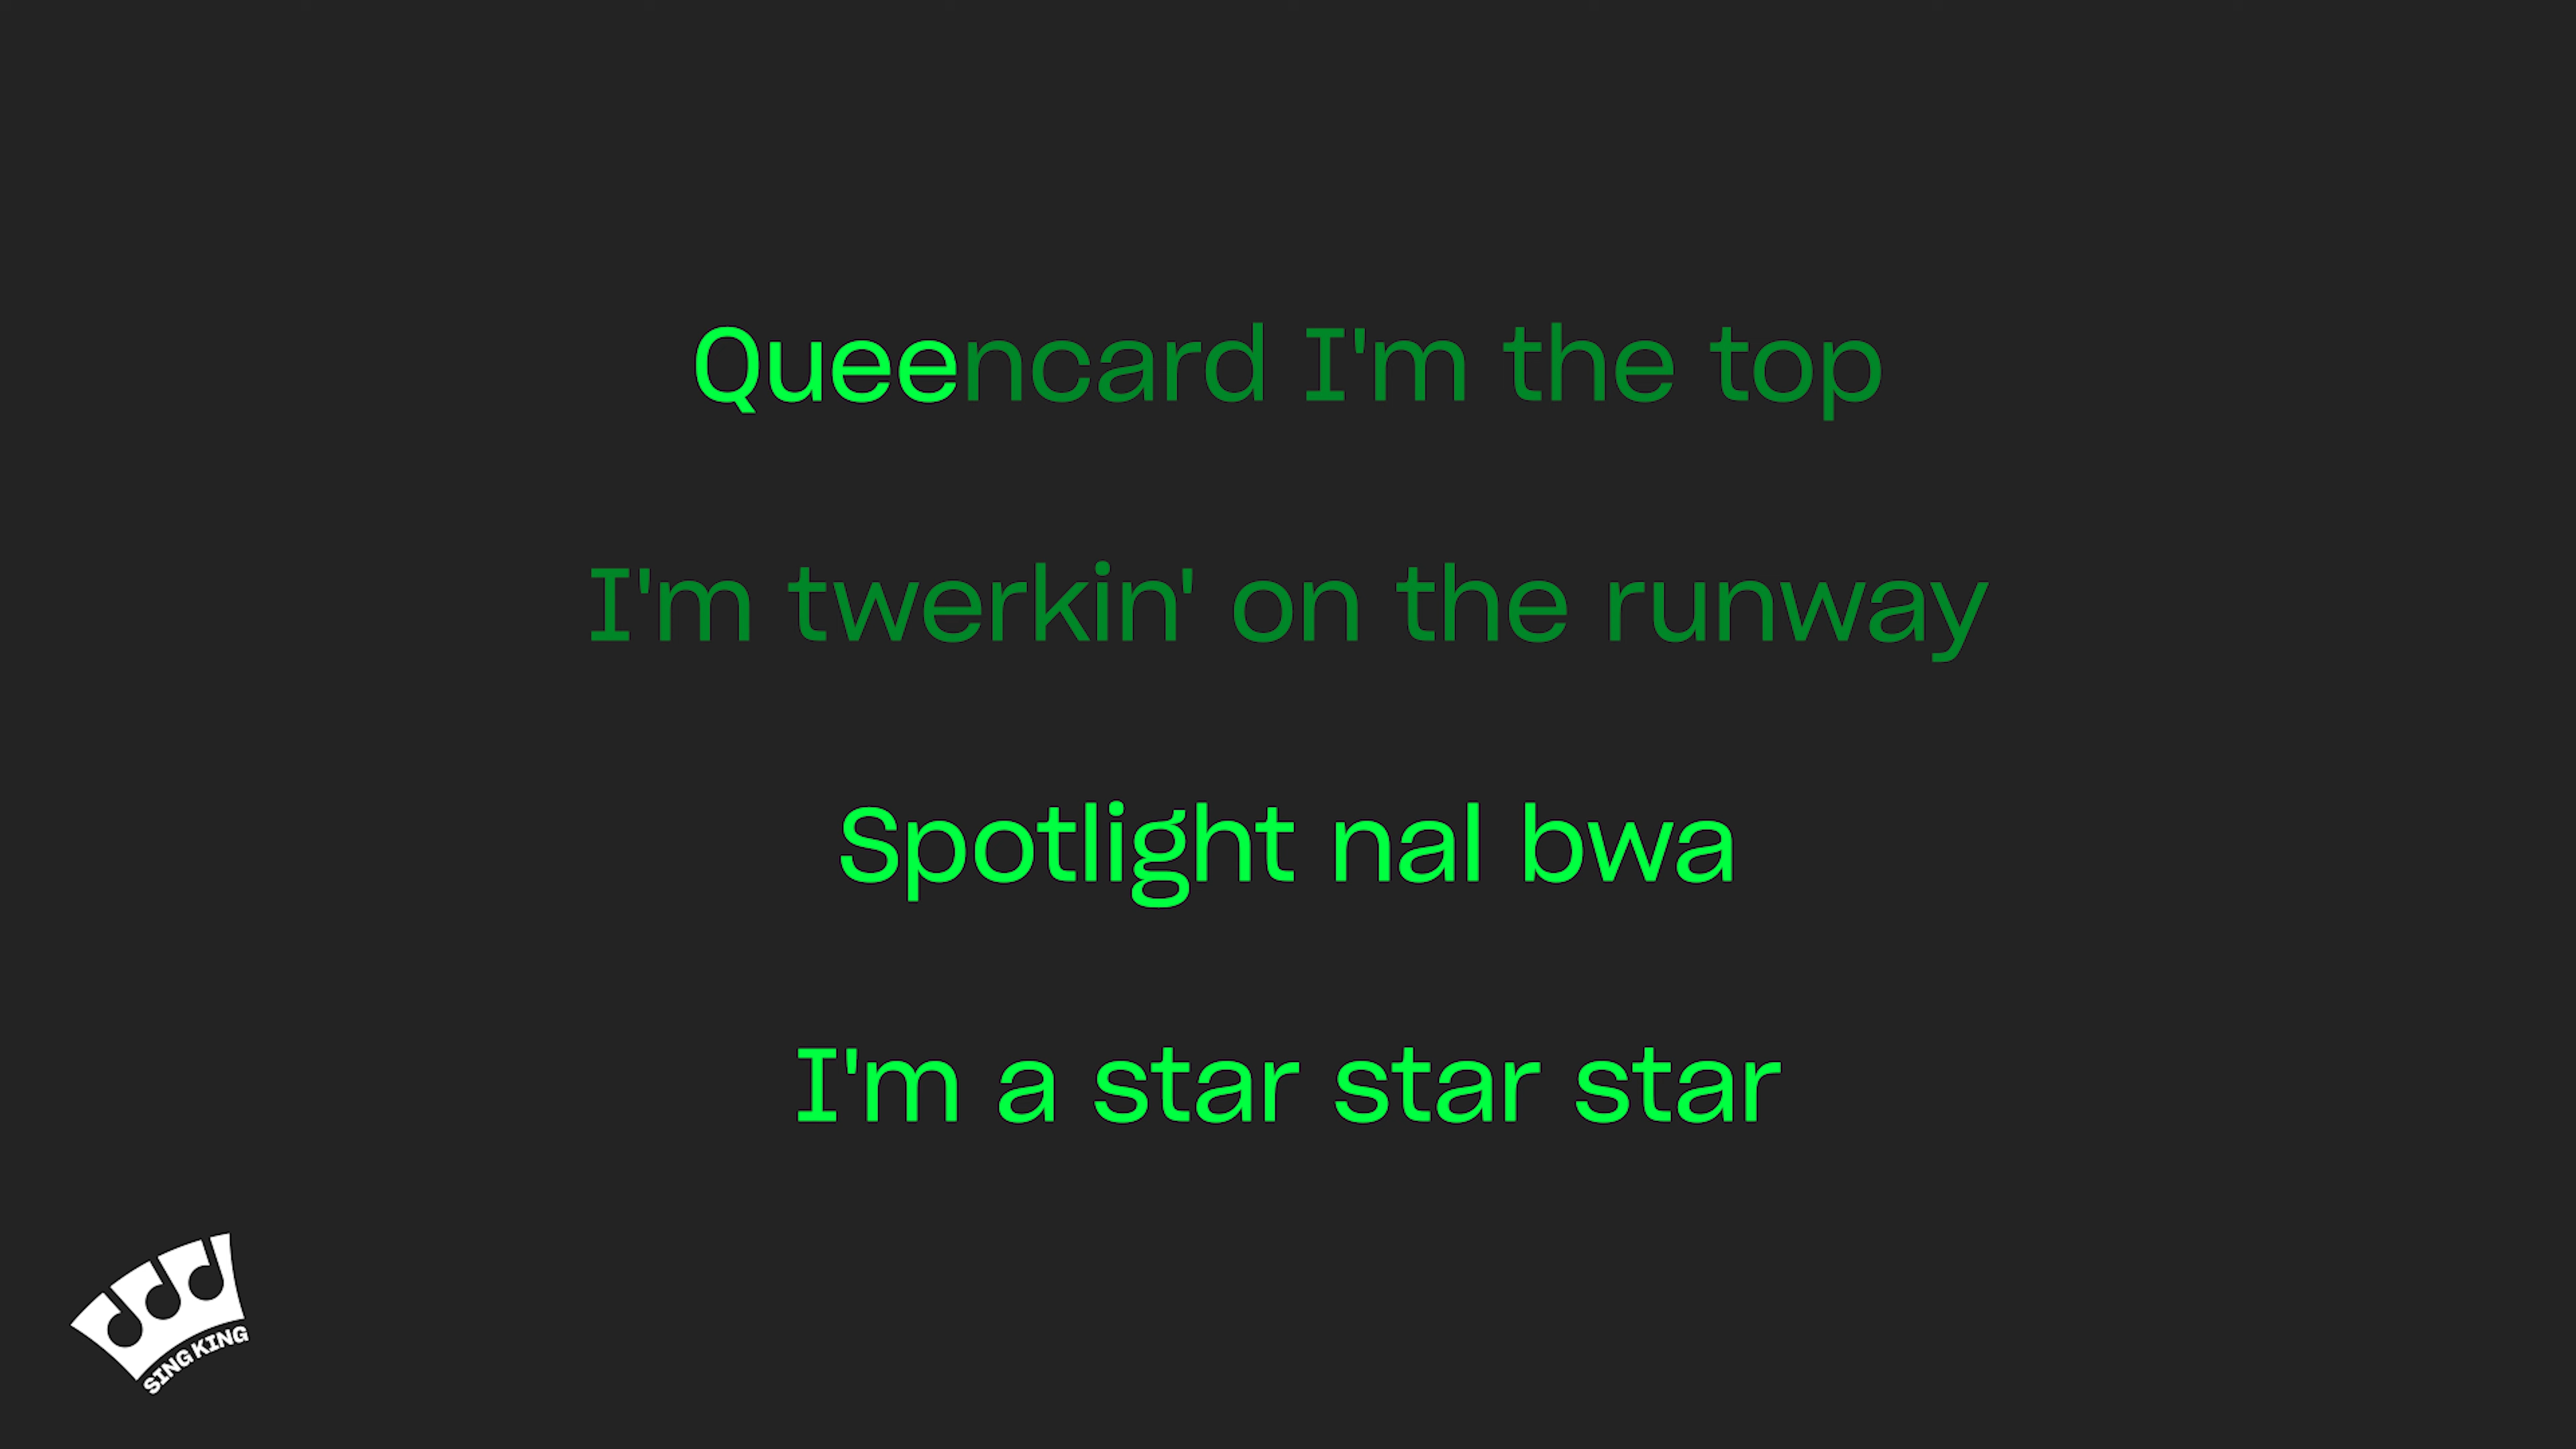 Queencard I'm the top
I'm twerkin' on the runway
Spotlight nal bwa
I'm a star star star
SING KING